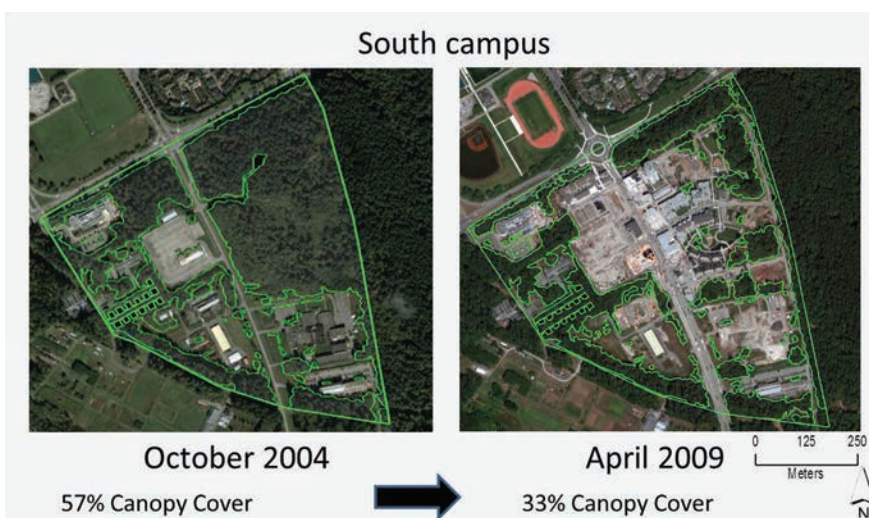 South campus
October 2004
April 2009
0 125 250
Meters
57% Canopy Cover
33% Canopy Cover
N